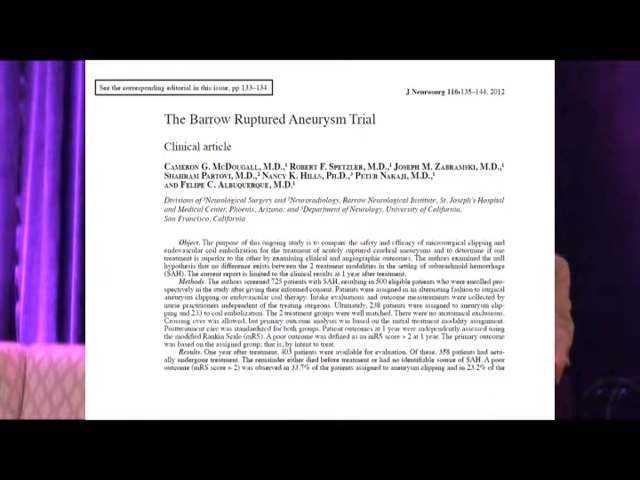 See the corresponding editorial in this issue, pp 133–134.
J Neurosurg 116:135–144, 2012
The Barrow Ruptured Aneurysm Trial
Clinical article
Cameron G. McDougall, M.D.,1 Robert F. Spetzler, M.D.,1 Joseph M. Zabramski, M.D.,1
Shahram Partovi, M.D.,2 Nancy K. Hills, Ph.D.,3 Peter Nakaji, M.D.,1
and Felipe C. Albuquerque, M.D.1
Divisions of 1Neurological Surgery and 2Neuroradiology, Barrow Neurological Institute, St. Joseph's Hospital
and Medical Center, Phoenix, Arizona; and 3Department of Neurology, University of California,
San Francisco, California
Object. The purpose of this ongoing study is to compare the safety and efficacy of microsurgical clipping and
endovascular coil embolization for the treatment of acutely ruptured cerebral aneurysms and to determine if one
treatment is superior to the other by examining clinical and angiographic outcomes. The authors examined the null
hypothesis that no difference exists between the 2 treatment modalities in the setting of subarachnoid hemorrhage
(SAH). The current report is limited to the clinical results at 1 year after treatment.
Methods. The authors screened 725 patients with SAH, resulting in 500 eligible patients who were enrolled pro-
spectively in the study after giving their informed consent. Patients were assigned in an alternating fashion to surgical
aneurysm clipping or endovascular coil therapy. Intake evaluations and outcome measurements were collected by
nurse practitioners independent of the treating surgeons. Ultimately, 238 patients were assigned to aneurysm clip-
ping and 233 to coil embolization. The 2 treatment groups were well matched. There were no anatomical exclusions.
Crossing over was allowed, but primary outcome analysis was based on the initial treatment modality assignment.
Posttreatment care was standardized for both groups. Patient outcomes at 1 year were independently assessed using
the modified Rankin Scale (mRS). A poor outcome was defined as an mRS score > 2 at 1 year. The primary outcome
was based on the assigned group; that is, by intent to treat.
Results. One year after treatment, 403 patients were available for evaluation. Of these, 358 patients had actu-
ally undergone treatment. The remainder either died before treatment or had no identifiable source of SAH. A poor
outcome (mRS score > 2) was observed in 33.7% of the patients assigned to aneurysm clipping and in 23.2% of the